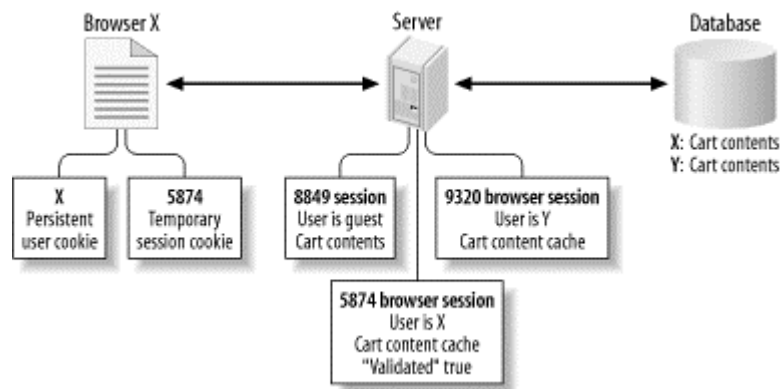 Browser X
Server
Database
X: Cart contents
Y: Cart contents
X
Persistent
user cookie
5874
Temporary
session cookie
8849 session
User is guest
Cart contents
9320 browser session
User is Y
Cart content cache
5874 browser session
User is X
Cart content cache
"Validated" true